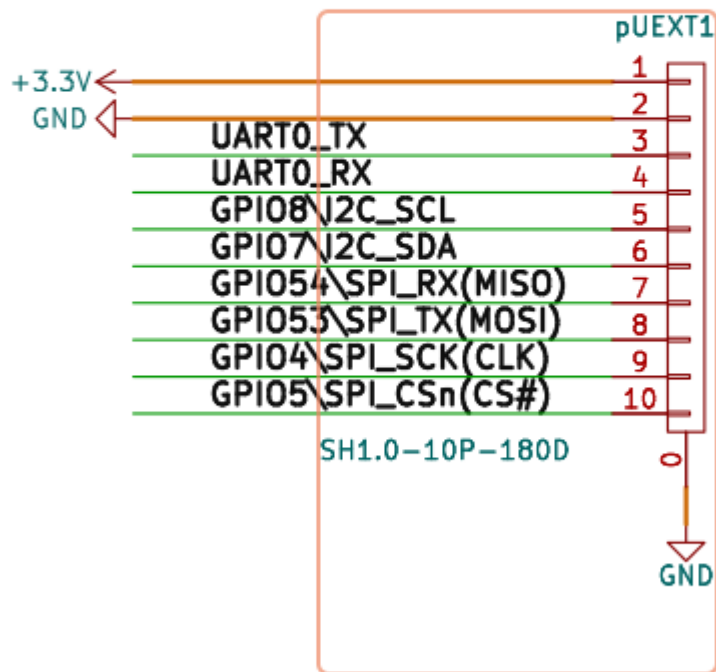 pUEXT1
+3.3V 1
GND 2
UART0_TX 3
UART0_RX 4
GPIO8\I2C_SCL 5
GPIO7\I2C_SDA 6
GPIO54\SPI_RX(MISO) 7
GPIO53\SPI_TX(MOSI) 8
GPIO4\SPI_SCK(CLK) 9
GPIO5\SPI_CSn(CS#) 10
SH1.0-10P-180D 0
GND